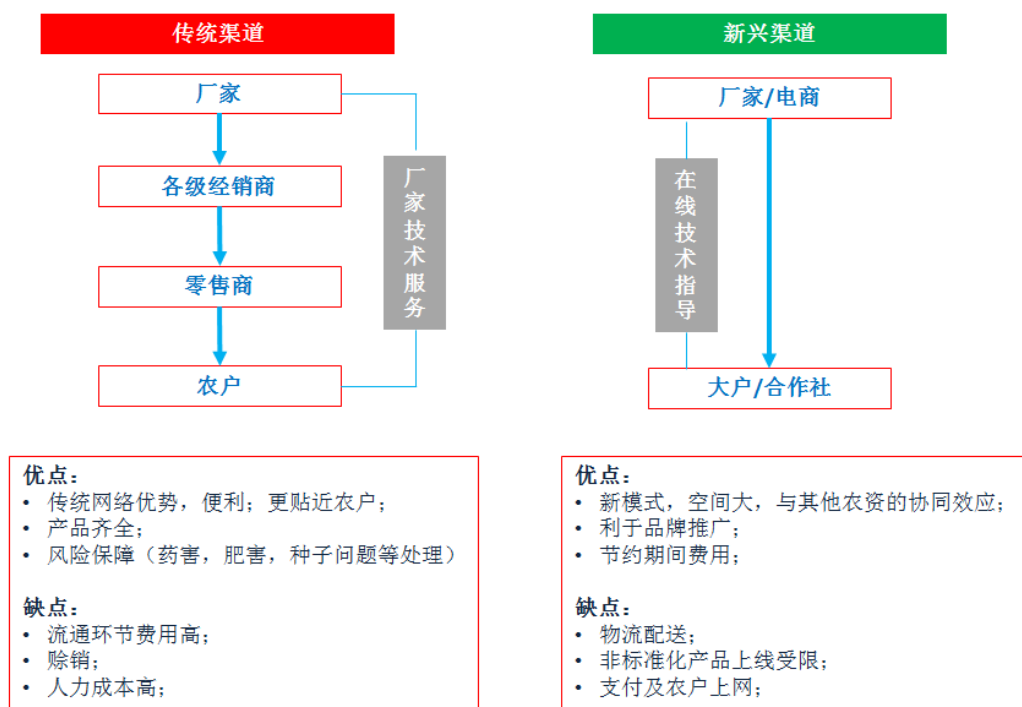 传统渠道
厂家
各级经销商
零售商
农户
厂家技术服务
优点：
• 传统网络优势，便利；更贴近农户；
• 产品齐全；
• 风险保障（药害，肥害，种子问题等处理）
缺点：
• 流通环节费用高；
• 赊销；
• 人力成本高；
新兴渠道
厂家/电商
在线技术指导
大户/合作社
优点：
• 新模式，空间大，与其他农资的协同效应；
• 利于品牌推广；
• 节约期间费用；
缺点：
• 物流配送；
• 非标准化产品上线受限；
• 支付及农户上网；